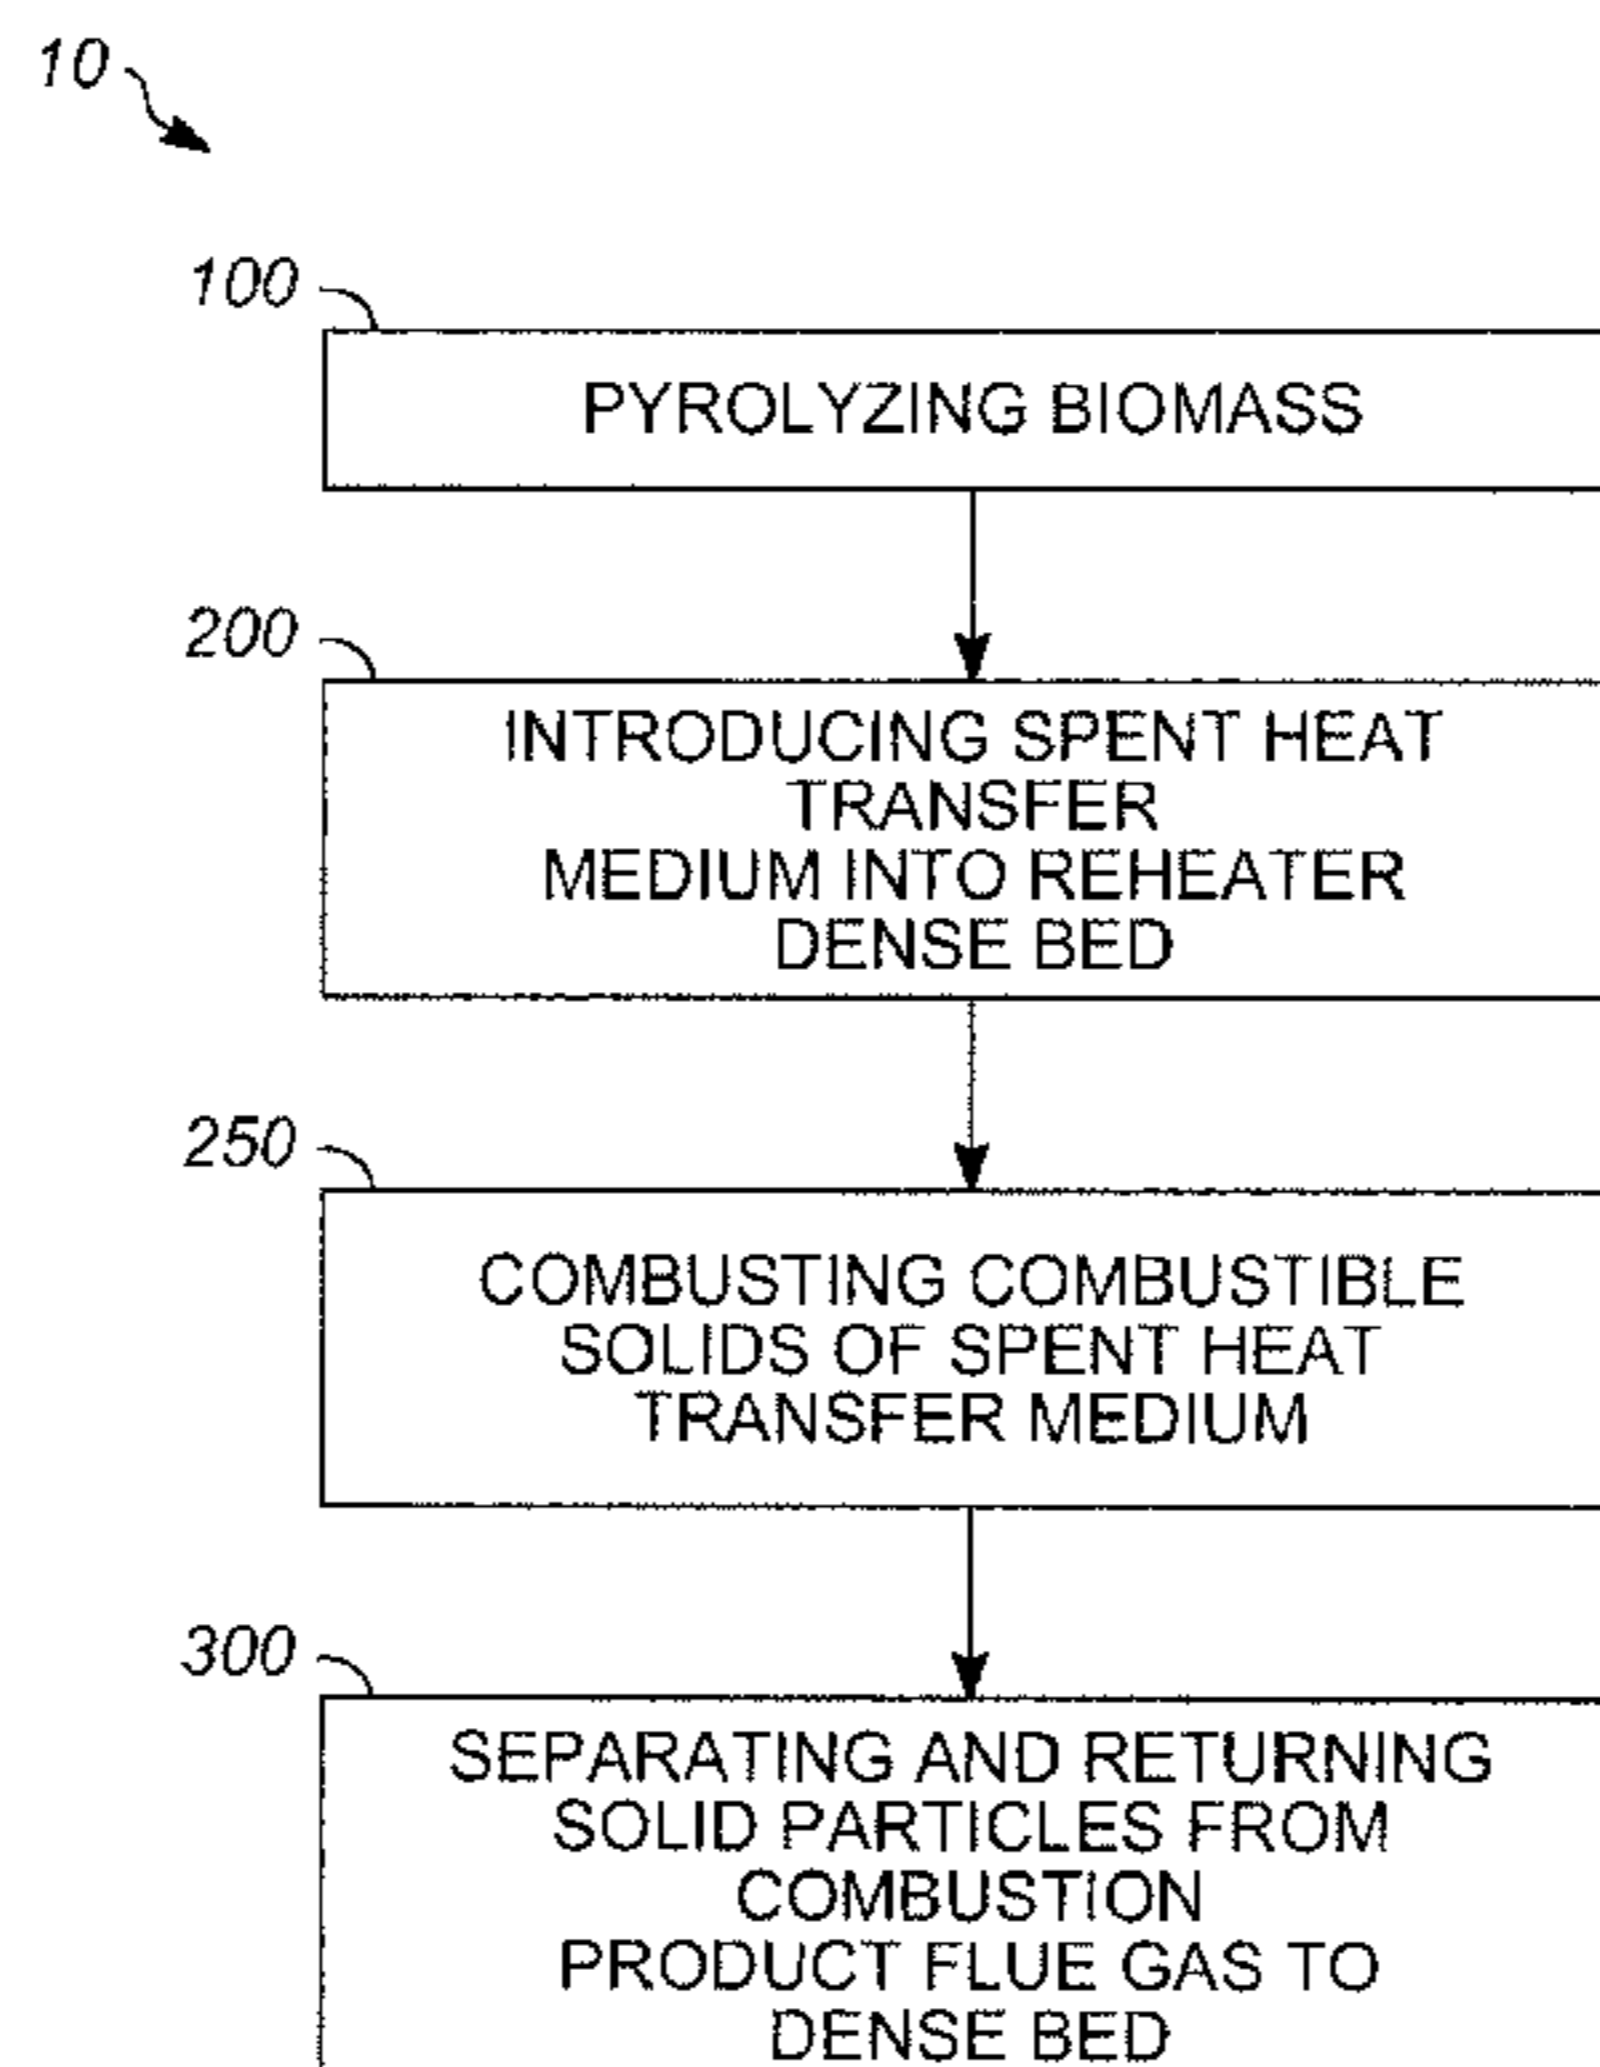 10
100
PYROLYZING BIOMASS
200
INTRODUCING SPENT HEAT
TRANSFER
MEDIUM INTO REHEATER
DENSE BED
250
COMBUSTING COMBUSTIBLE
SOLIDS OF SPENT HEAT
TRANSFER MEDIUM
300
SEPARATING AND RETURNING
SOLID PARTICLES FROM
COMBUSTION
PRODUCT FLUE GAS TO
DENSE BED